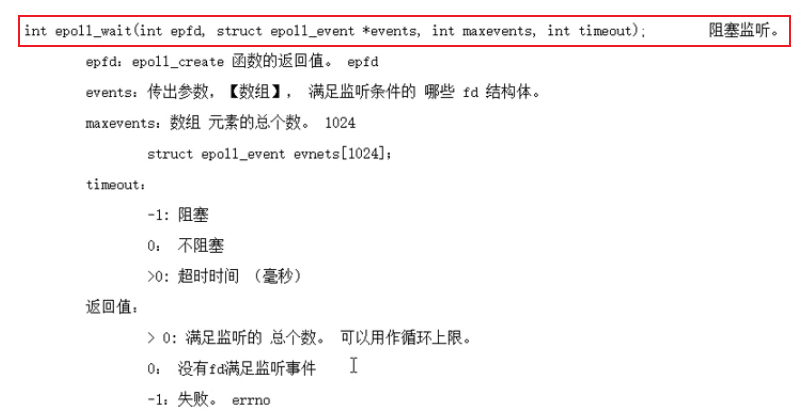 int epoll_wait(int epfd, struct epoll_event *events, int maxevents, int timeout); 阻塞监听。
epfd: epoll_create 函数的返回值。 epfd
events: 传出参数，【数组】， 满足监听条件的 哪些 fd 结构体。
maxevents: 数组 元素的总个数。 1024
struct epoll_event evnets[1024];
timeout:
-1: 阻塞
0: 不阻塞
>0: 超时时间 （毫秒）
返回值:
> 0: 满足监听的 总个数。 可以用作循环上限。
0: 没有fd满足监听事件
-1: 失败。 errno